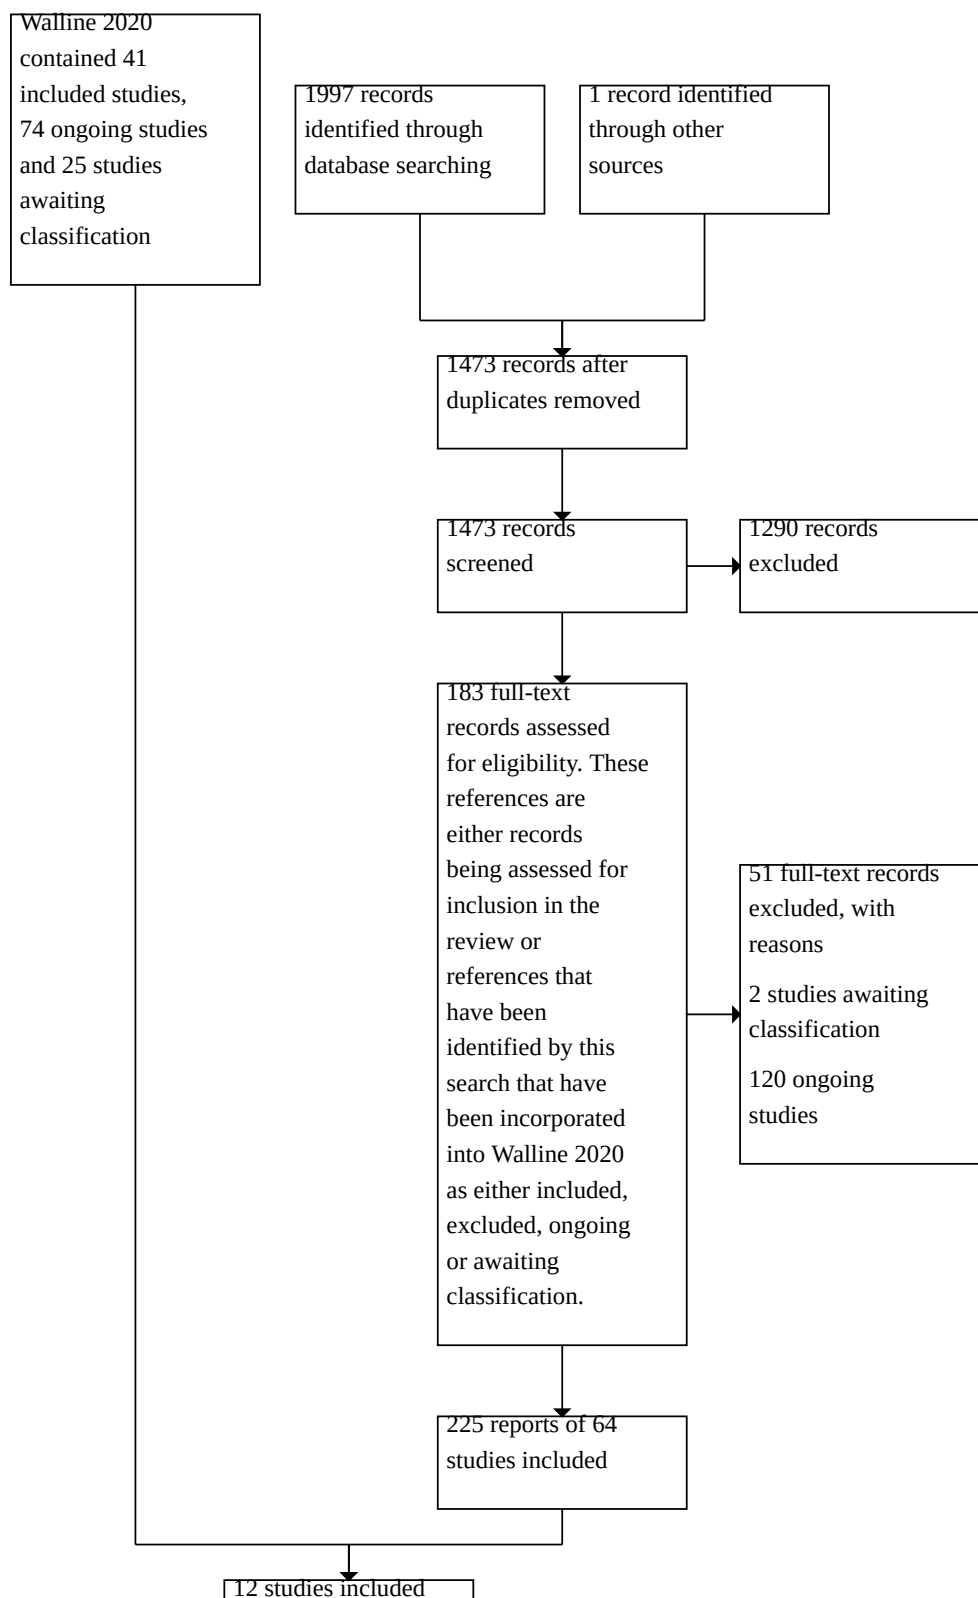 Walline 2020
contained 41
included studies,
74 ongoing studies
and 25 studies
awaiting
classification
1997 records
identified through
database searching
1 record identified
through other
sources
1473 records after
duplicates removed
1473 records
screened
1290 records
excluded
183 full-text
records assessed
for eligibility. These
references are
either records
being assessed for
inclusion in the
review or
references that
have been
identified by this
search that have
been incorporated
into Walline 2020
as either included,
excluded, ongoing
or awaiting
classification.
51 full-text records
excluded, with
reasons
2 studies awaiting
classification
120 ongoing
studies
225 reports of 64
studies included
12 studies included